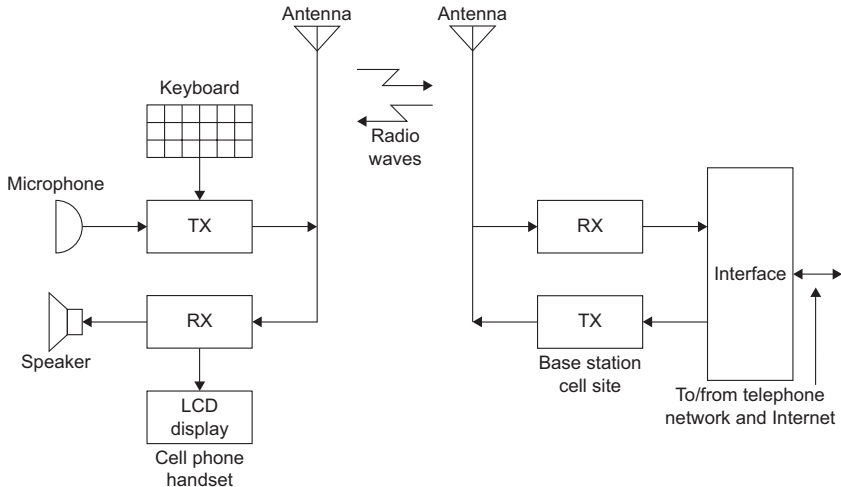 Antenna
Antenna
Keyboard
Radio
waves
Microphone
TX
RX
Interface
RX
TX
Speaker
Base station
cell site
To/from telephone
network and Internet
LCD
display
Cell phone
handset